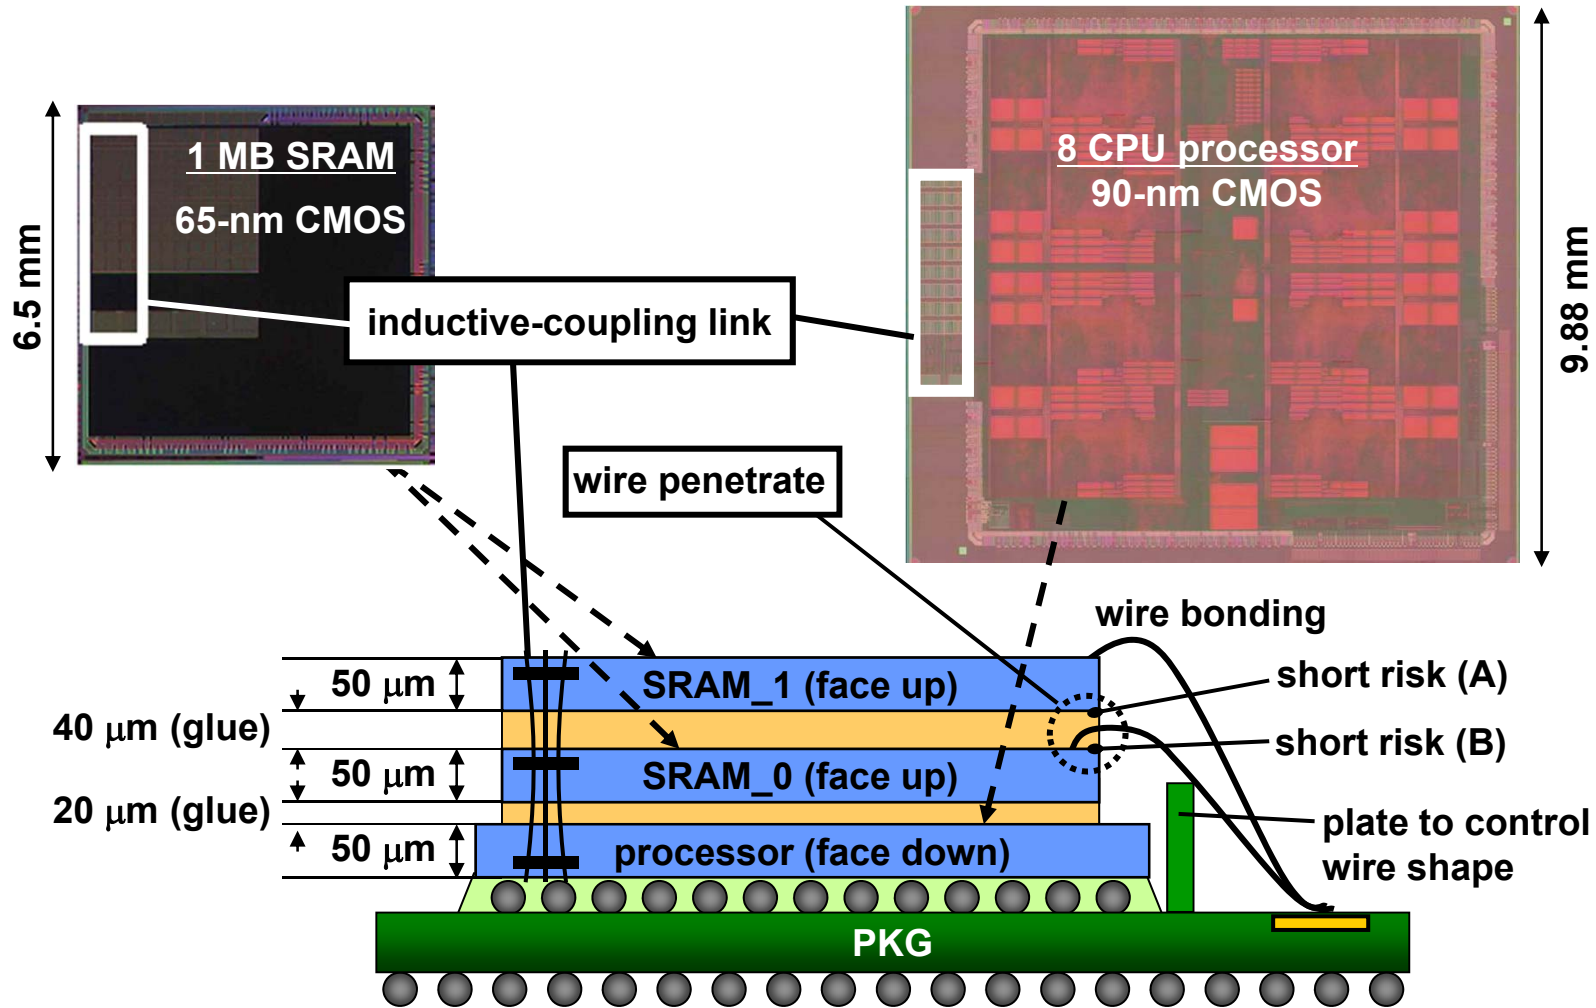 1 MB SRAM
65-nm CMOS
6.5 mm
8 CPU processor
90-nm CMOS
9.88 mm
inductive-coupling link
wire penetrate
wire bonding
50 μm
SRAM_1 (face up)
short risk (A)
40 μm (glue)
short risk (B)
50 μm
SRAM_0 (face up)
20 μm (glue)
plate to control
wire shape
50 μm
processor (face down)
PKG